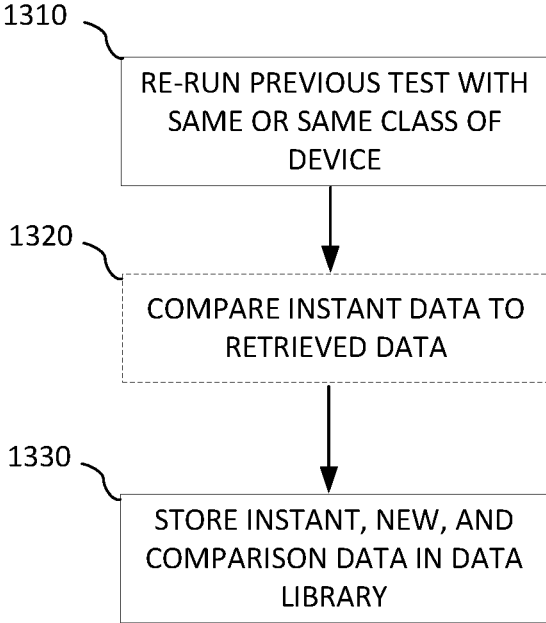 1310
RE-RUN PREVIOUS TEST WITH
SAME OR SAME CLASS OF
DEVICE
1320
COMPARE INSTANT DATA TO
RETRIEVED DATA
1330
STORE INSTANT, NEW, AND
COMPARISON DATA IN DATA
LIBRARY